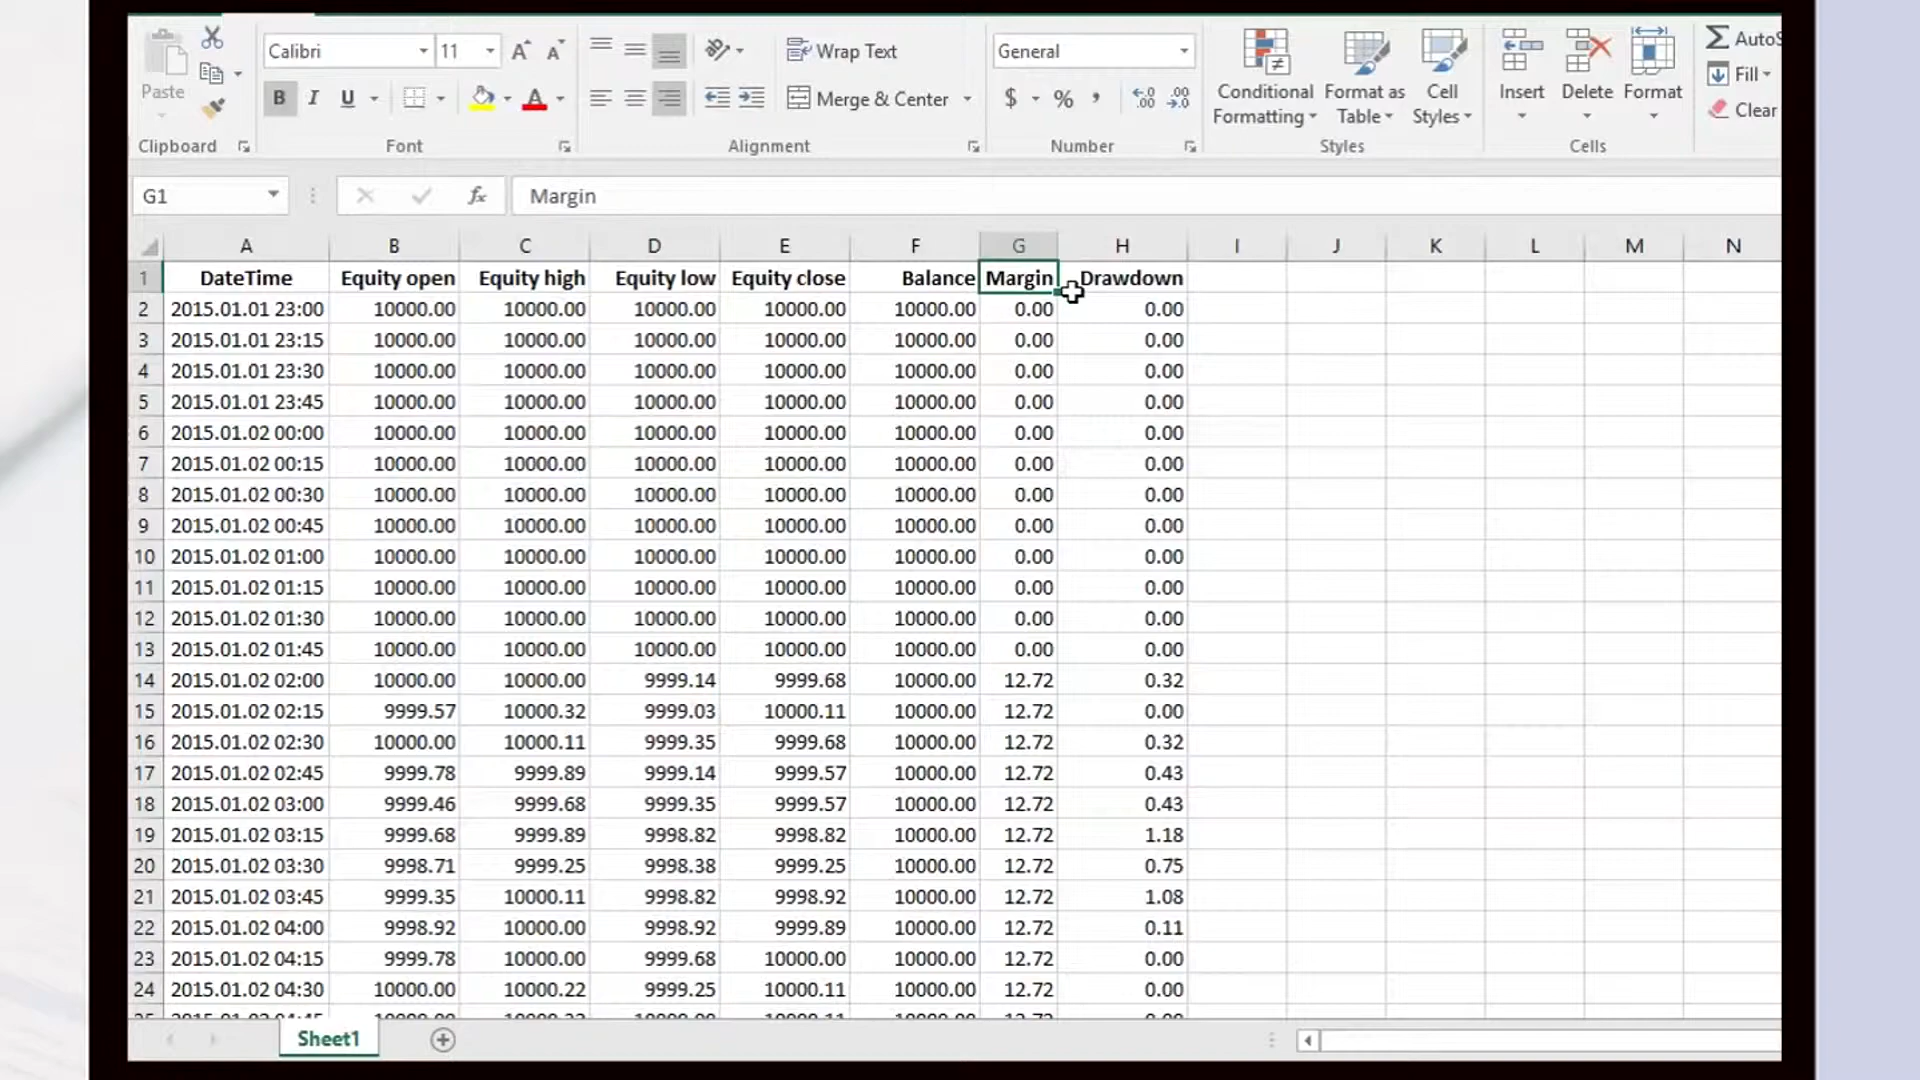 Calibri 11 Wrap Text General AutoS
Paste B I U Merge & Center $ % , Conditional Formatting Format as Table Cell Styles Insert Delete Format Fill
Clear
Clipboard Font Alignment Number Styles Cells
G1 fx Margin
A B C D E F G H I J K L M N
1 DateTime Equity open Equity high Equity low Equity close Balance Margin Drawdown
2 2015.01.01 23:00 10000.00 10000.00 10000.00 10000.00 10000.00 0.00 0.00
3 2015.01.01 23:15 10000.00 10000.00 10000.00 10000.00 10000.00 0.00 0.00
4 2015.01.01 23:30 10000.00 10000.00 10000.00 10000.00 10000.00 0.00 0.00
5 2015.01.01 23:45 10000.00 10000.00 10000.00 10000.00 10000.00 0.00 0.00
6 2015.01.02 00:00 10000.00 10000.00 10000.00 10000.00 10000.00 0.00 0.00
7 2015.01.02 00:15 10000.00 10000.00 10000.00 10000.00 10000.00 0.00 0.00
8 2015.01.02 00:30 10000.00 10000.00 10000.00 10000.00 10000.00 0.00 0.00
9 2015.01.02 00:45 10000.00 10000.00 10000.00 10000.00 10000.00 0.00 0.00
10 2015.01.02 01:00 10000.00 10000.00 10000.00 10000.00 10000.00 0.00 0.00
11 2015.01.02 01:15 10000.00 10000.00 10000.00 10000.00 10000.00 0.00 0.00
12 2015.01.02 01:30 10000.00 10000.00 10000.00 10000.00 10000.00 0.00 0.00
13 2015.01.02 01:45 10000.00 10000.00 10000.00 10000.00 10000.00 0.00 0.00
14 2015.01.02 02:00 10000.00 10000.00 9999.14 9999.68 10000.00 12.72 0.32
15 2015.01.02 02:15 9999.57 10000.32 9999.03 10000.11 10000.00 12.72 0.00
16 2015.01.02 02:30 10000.00 10000.11 9999.35 9999.68 10000.00 12.72 0.32
17 2015.01.02 02:45 9999.78 9999.89 9999.14 9999.57 10000.00 12.72 0.43
18 2015.01.02 03:00 9999.46 9999.68 9999.35 9999.57 10000.00 12.72 0.43
19 2015.01.02 03:15 9999.68 9999.89 9998.82 9998.82 10000.00 12.72 1.18
20 2015.01.02 03:30 9998.71 9999.25 9998.38 9999.25 10000.00 12.72 0.75
21 2015.01.02 03:45 9999.35 10000.11 9998.82 9998.92 10000.00 12.72 1.08
22 2015.01.02 04:00 9998.92 10000.00 9998.92 9999.89 10000.00 12.72 0.11
23 2015.01.02 04:15 9999.78 10000.00 9999.68 10000.00 10000.00 12.72 0.00
24 2015.01.02 04:30 10000.00 10000.22 9999.25 10000.11 10000.00 12.72 0.00
Sheet1